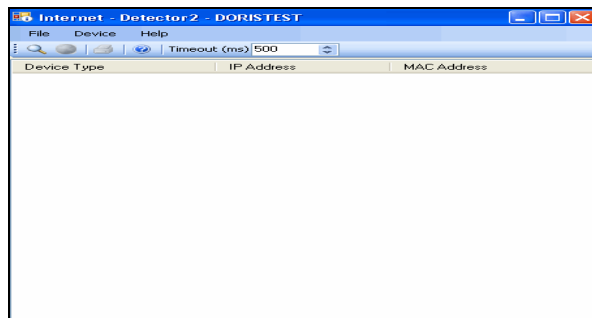 Internet - Detector2 - DORISTEST
File Device Help
Timeout (ms) 500
Device Type IP Address MAC Address